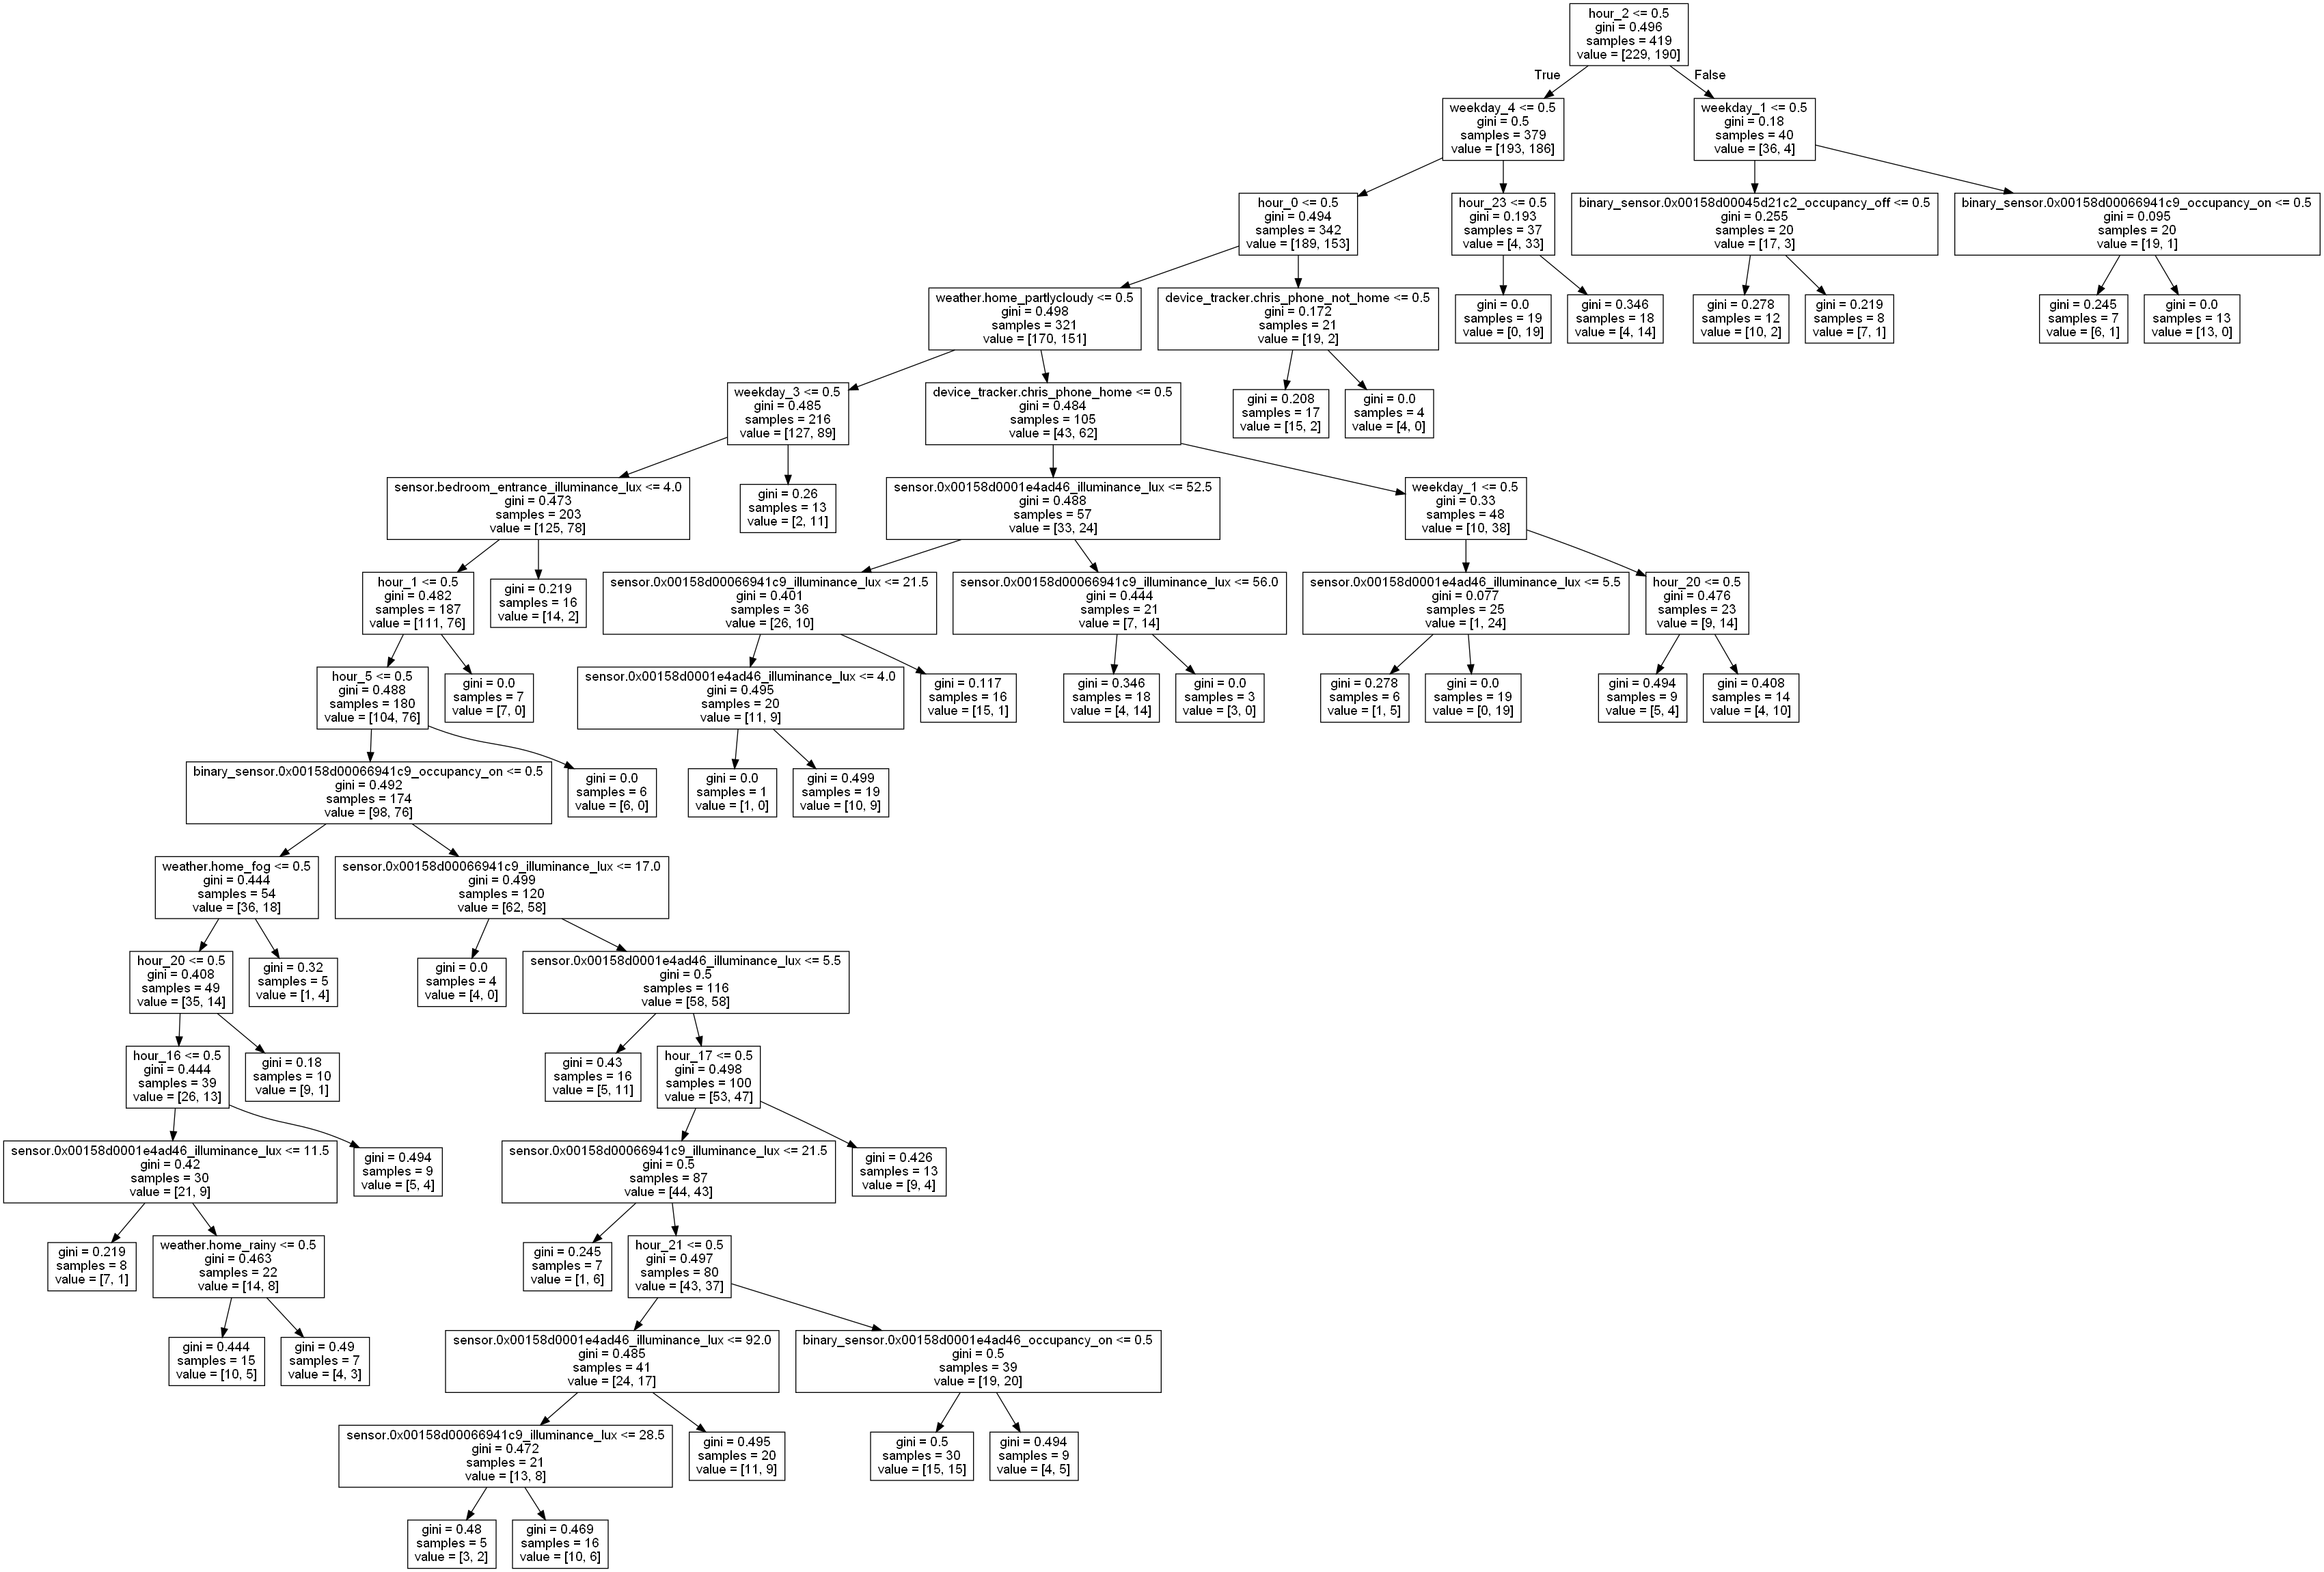 hour_2 <= 0.5
gini = 0.496
samples = 419
value = [229, 190]
True
False
weekday_4 <= 0.5
gini = 0.5
samples = 379
value = [193, 186]
weekday_1 <= 0.5
gini = 0.18
samples = 40
value = [36, 4]
hour_0 <= 0.5
gini = 0.494
samples = 342
value = [189, 153]
hour_23 <= 0.5
gini = 0.193
samples = 37
value = [4, 33]
binary_sensor.0x00158d00045d21c2_occupancy_off <= 0.5
gini = 0.255
samples = 20
value = [17, 3]
binary_sensor.0x00158d00066941c9_occupancy_on <= 0.5
gini = 0.095
samples = 20
value = [19, 1]
weather.home_partlycloudy <= 0.5
gini = 0.498
samples = 321
value = [170, 151]
device_tracker.chris_phone_not_home <= 0.5
gini = 0.172
samples = 21
value = [19, 2]
gini = 0.0
samples = 19
value = [0, 19]
gini = 0.346
samples = 18
value = [4, 14]
gini = 0.278
samples = 12
value = [10, 2]
gini = 0.219
samples = 8
value = [7, 1]
gini = 0.245
samples = 7
value = [6, 1]
gini = 0.0
samples = 13
value = [13, 0]
weekday_3 <= 0.5
gini = 0.485
samples = 216
value = [127, 89]
device_tracker.chris_phone_home <= 0.5
gini = 0.484
samples = 105
value = [43, 62]
gini = 0.208
samples = 17
value = [15, 2]
gini = 0.0
samples = 4
value = [4, 0]
sensor.bedroom_entrance_illuminance_lux <= 4.0
gini = 0.473
samples = 203
value = [125, 78]
gini = 0.26
samples = 13
value = [2, 11]
sensor.0x00158d0001e4ad46_illuminance_lux <= 52.5
gini = 0.488
samples = 57
value = [33, 24]
weekday_1 <= 0.5
gini = 0.33
samples = 48
value = [10, 38]
hour_1 <= 0.5
gini = 0.482
samples = 187
value = [111, 76]
gini = 0.219
samples = 16
value = [14, 2]
sensor.0x00158d00066941c9_illuminance_lux <= 21.5
gini = 0.401
samples = 36
value = [26, 10]
sensor.0x00158d00066941c9_illuminance_lux <= 56.0
gini = 0.444
samples = 21
value = [7, 14]
sensor.0x00158d0001e4ad46_illuminance_lux <= 5.5
gini = 0.077
samples = 25
value = [1, 24]
hour_20 <= 0.5
gini = 0.476
samples = 23
value = [9, 14]
hour_5 <= 0.5
gini = 0.488
samples = 180
value = [104, 76]
gini = 0.0
samples = 7
value = [7, 0]
sensor.0x00158d0001e4ad46_illuminance_lux <= 4.0
gini = 0.495
samples = 20
value = [11, 9]
gini = 0.117
samples = 16
value = [15, 1]
gini = 0.346
samples = 18
value = [4, 14]
gini = 0.0
samples = 3
value = [3, 0]
gini = 0.278
samples = 6
value = [1, 5]
gini = 0.0
samples = 19
value = [0, 19]
gini = 0.494
samples = 9
value = [5, 4]
gini = 0.408
samples = 14
value = [4, 10]
binary_sensor.0x00158d00066941c9_occupancy_on <= 0.5
gini = 0.492
samples = 174
value = [98, 76]
gini = 0.0
samples = 6
value = [6, 0]
gini = 0.0
samples = 1
value = [1, 0]
gini = 0.499
samples = 19
value = [10, 9]
weather.home_fog <= 0.5
gini = 0.444
samples = 54
value = [36, 18]
sensor.0x00158d00066941c9_illuminance_lux <= 17.0
gini = 0.499
samples = 120
value = [62, 58]
hour_20 <= 0.5
gini = 0.408
samples = 49
value = [35, 14]
gini = 0.32
samples = 5
value = [1, 4]
gini = 0.0
samples = 4
value = [4, 0]
sensor.0x00158d0001e4ad46_illuminance_lux <= 5.5
gini = 0.5
samples = 116
value = [58, 58]
hour_16 <= 0.5
gini = 0.444
samples = 39
value = [26, 13]
gini = 0.18
samples = 10
value = [9, 1]
gini = 0.43
samples = 16
value = [5, 11]
hour_17 <= 0.5
gini = 0.498
samples = 100
value = [53, 47]
sensor.0x00158d0001e4ad46_illuminance_lux <= 11.5
gini = 0.42
samples = 30
value = [21, 9]
gini = 0.494
samples = 9
value = [5, 4]
sensor.0x00158d00066941c9_illuminance_lux <= 21.5
gini = 0.5
samples = 87
value = [44, 43]
gini = 0.426
samples = 13
value = [9, 4]
gini = 0.219
samples = 8
value = [7, 1]
weather.home_rainy <= 0.5
gini = 0.463
samples = 22
value = [14, 8]
gini = 0.245
samples = 7
value = [1, 6]
hour_21 <= 0.5
gini = 0.497
samples = 80
value = [43, 37]
gini = 0.444
samples = 15
value = [10, 5]
gini = 0.49
samples = 7
value = [4, 3]
sensor.0x00158d0001e4ad46_illuminance_lux <= 92.0
gini = 0.485
samples = 41
value = [24, 17]
binary_sensor.0x00158d0001e4ad46_occupancy_on <= 0.5
gini = 0.5
samples = 39
value = [19, 20]
sensor.0x00158d00066941c9_illuminance_lux <= 28.5
gini = 0.472
samples = 21
value = [13, 8]
gini = 0.495
samples = 20
value = [11, 9]
gini = 0.5
samples = 30
value = [15, 15]
gini = 0.494
samples = 9
value = [4, 5]
gini = 0.48
samples = 5
value = [3, 2]
gini = 0.469
samples = 16
value = [10, 6]